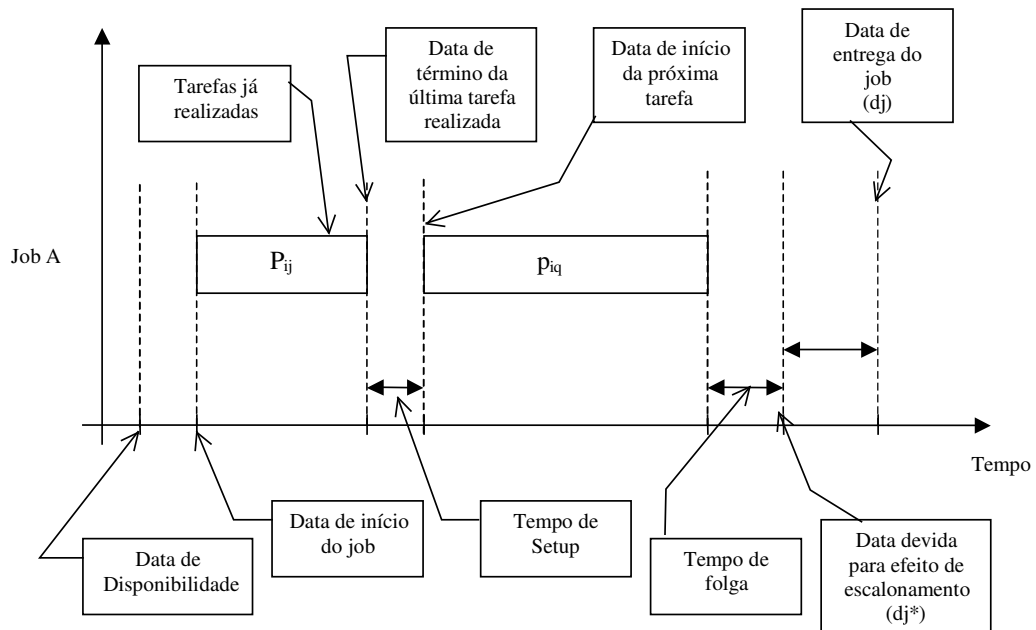 Tarefas já
realizadas
Data de
término da
última tarefa
realizada
Data de início
da próxima
tarefa
Data de
entrega do
job
(dj)
Job A
Pij
piq
Tempo
Data de
Disponibilidade
Data de início
do job
Tempo de
Setup
Tempo de
folga
Data devida
para efeito de
escalonamento
(dj*)